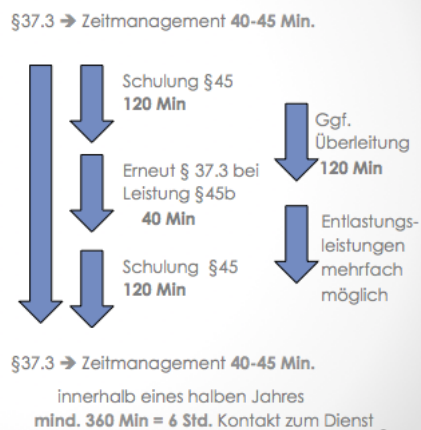 §37.3 ➔ Zeitmanagement 40-45 Min.
Schulung §45
120 Min
Erneut § 37.3 bei
Leistung §45b
40 Min
Schulung §45
120 Min
Ggf.
Überleitung
120 Min
Entlastungs-
leistungen
mehrfach
möglich
§37.3 ➔ Zeitmanagement 40-45 Min.
innerhalb eines halben Jahres
mind. 360 Min = 6 Std. Kontakt zum Dienst